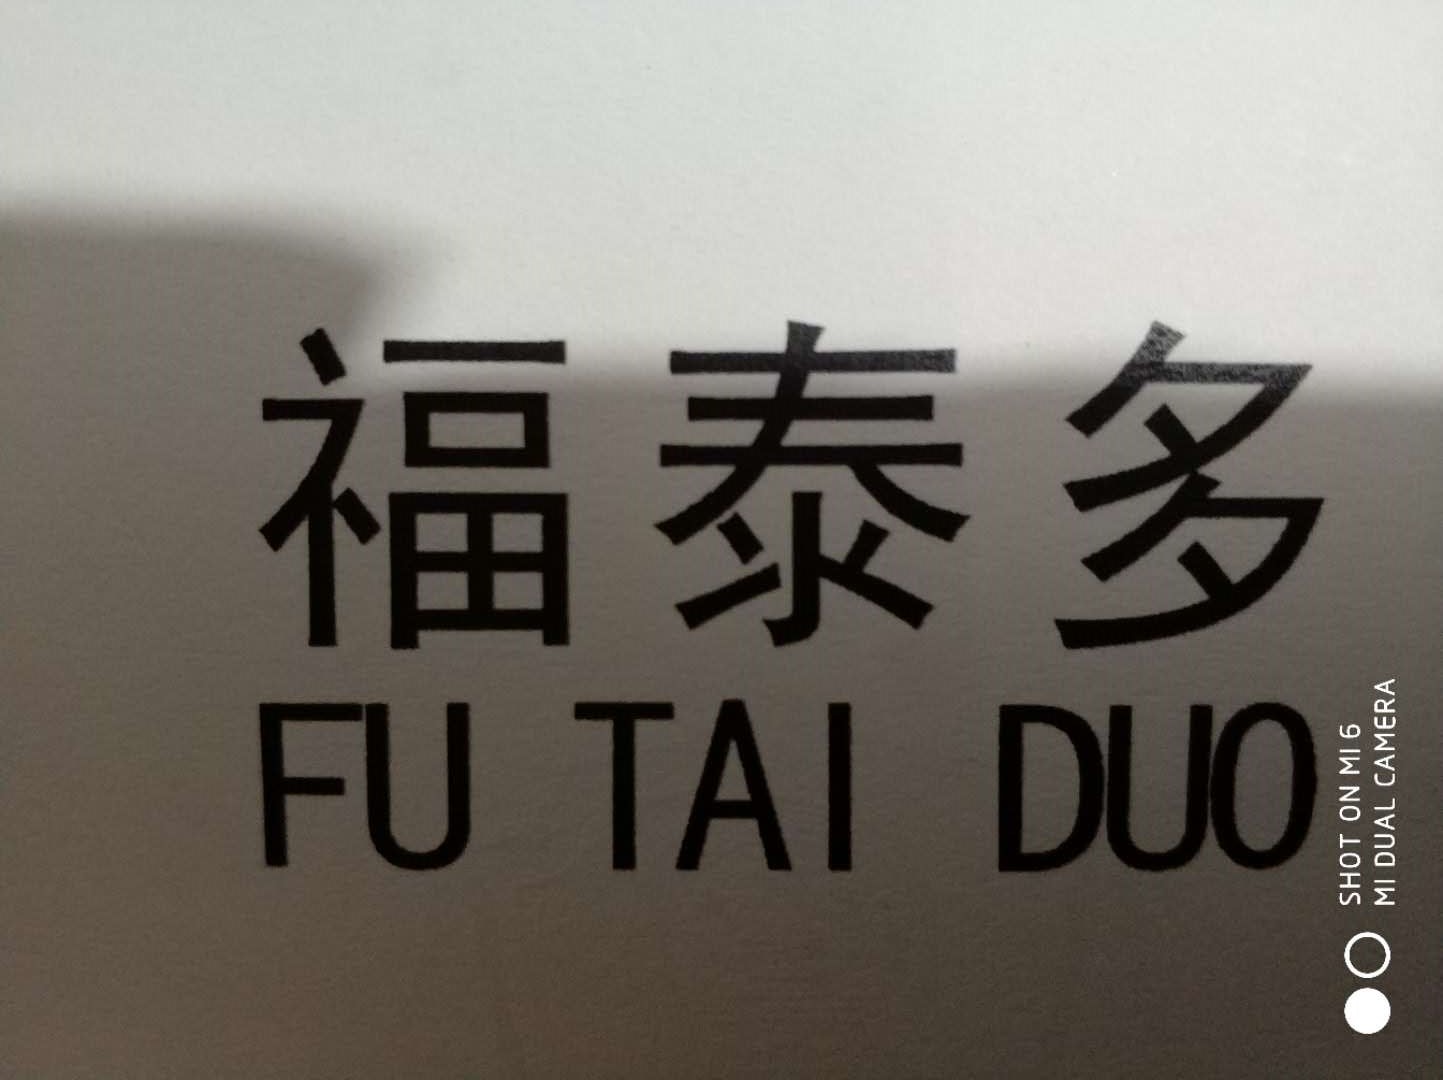 福泰多
FU TAI DUO
SHOT ON MI 6
MI DUAL CAMERA